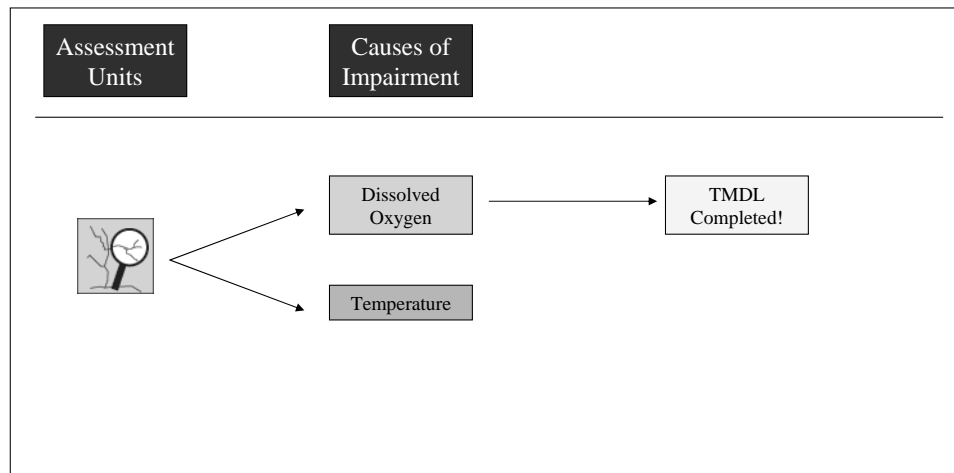 Assessment
Units
Causes of
Impairment
Dissolved
Oxygen
TMDL
Completed!
Temperature